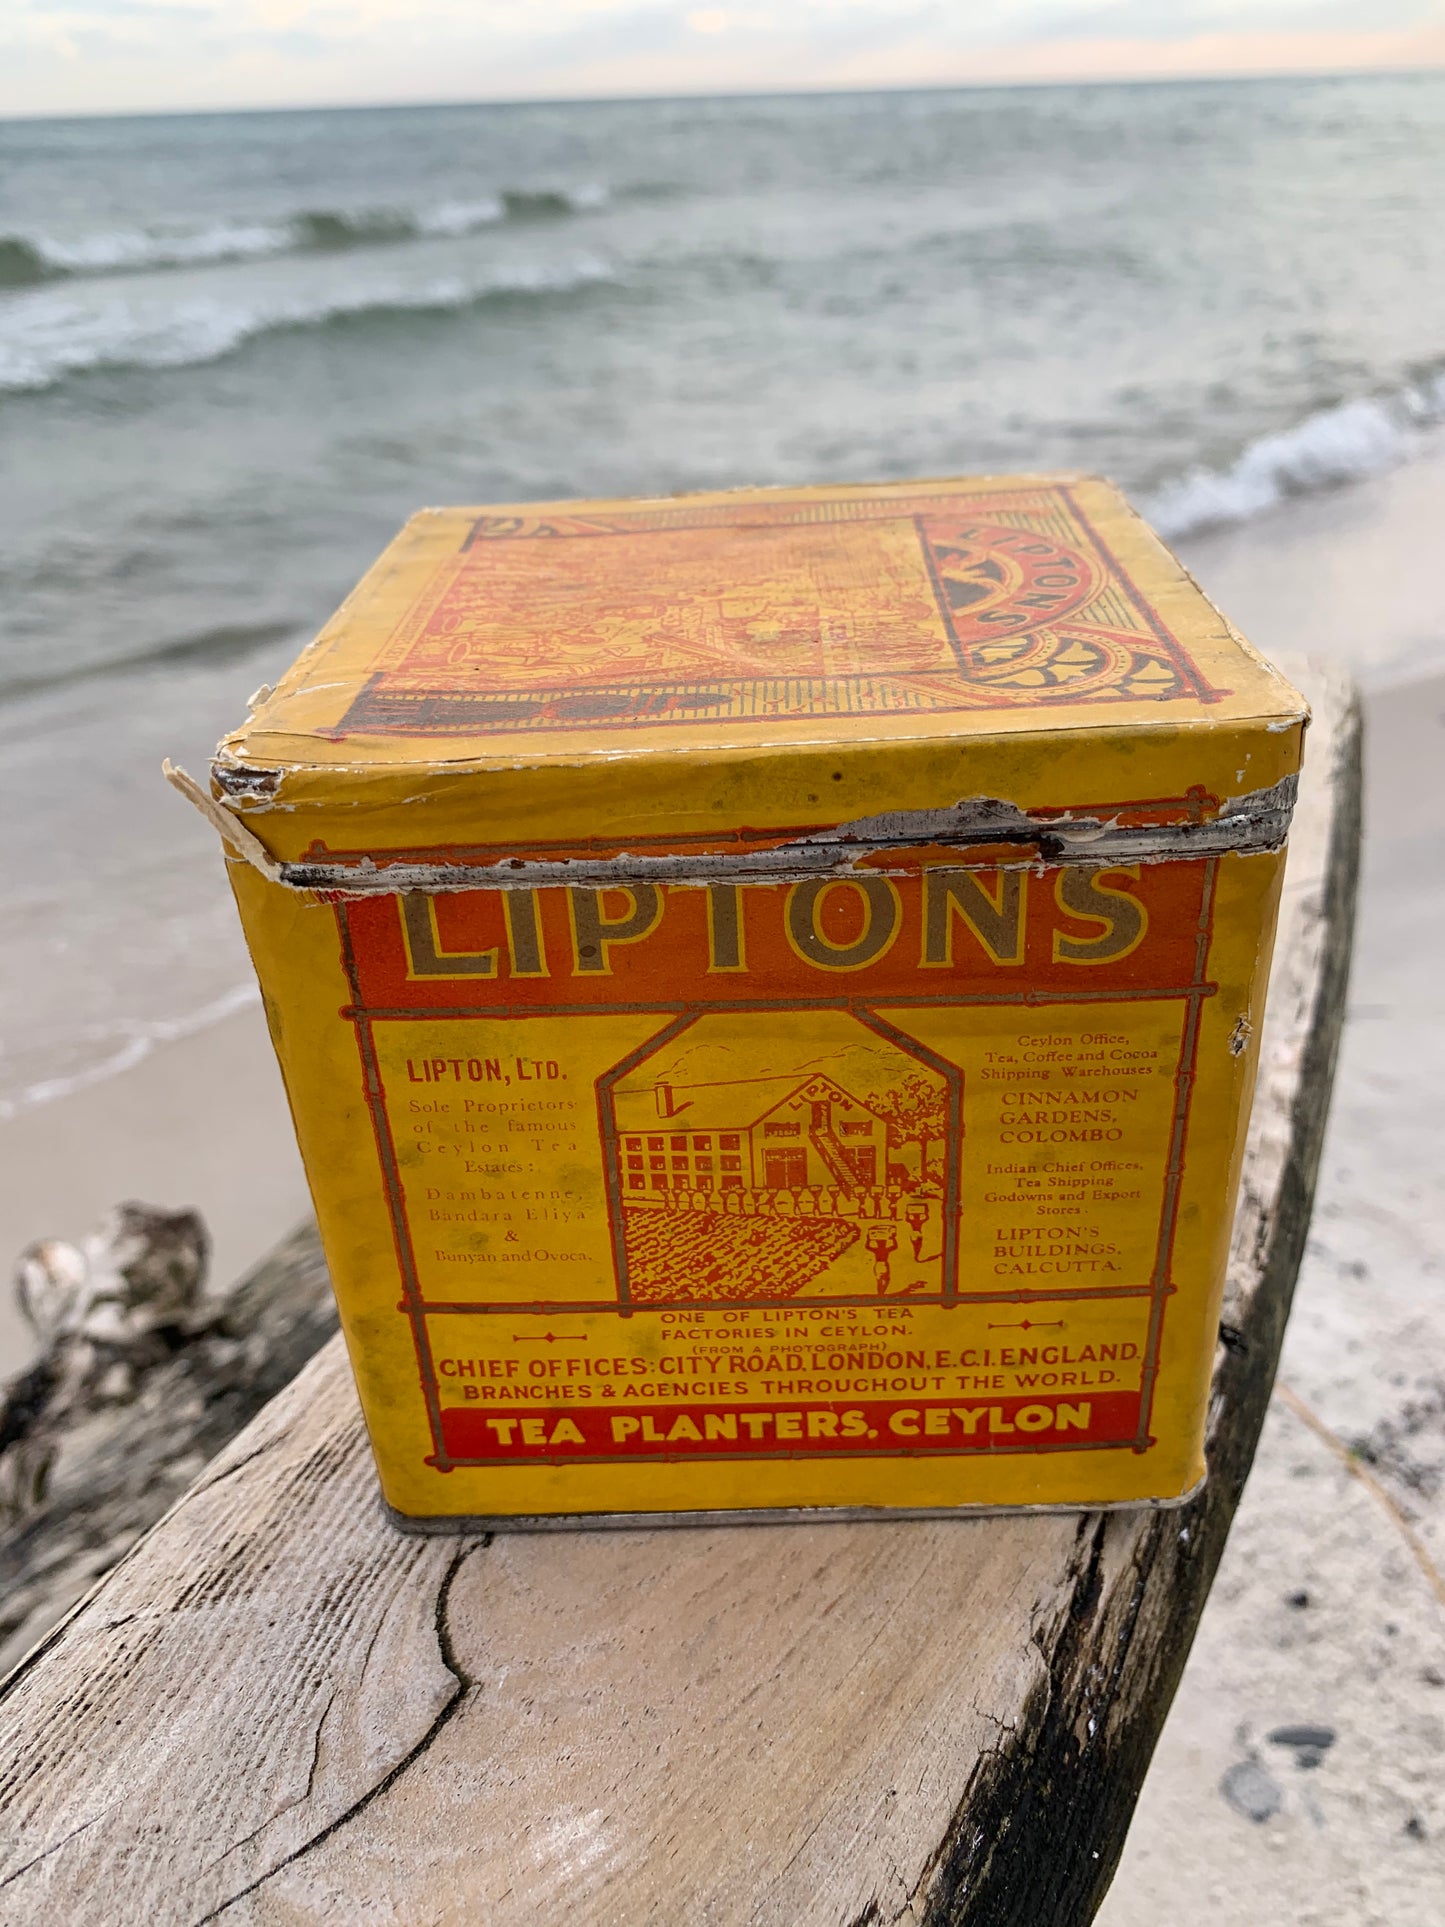 LIPTONS
LIPTONS
LIPTON, LTD.
Sole Proprietors
of the famous
Ceylon Tea
Estates:
Dambatenne,
Bandara Eliya
&
Bunyan and Ovoca.
LIPTON
Ceylon Office,
Tea, Coffee and Cocoa
Shipping Warehouses
CINNAMON
GARDENS,
COLOMBO
Indian Chief Offices,
Tea Shipping
Godowns and Export
Stores:
LIPTON'S
BUILDINGS,
CALCUTTA.
ONE OF LIPTON'S TEA
FACTORIES IN CEYLON.
(FROM A PHOTOGRAPH)
CHIEF OFFICES: CITY ROAD, LONDON, E.C.1. ENGLAND.
BRANCHES & AGENCIES THROUGHOUT THE WORLD.
TEA PLANTERS, CEYLON